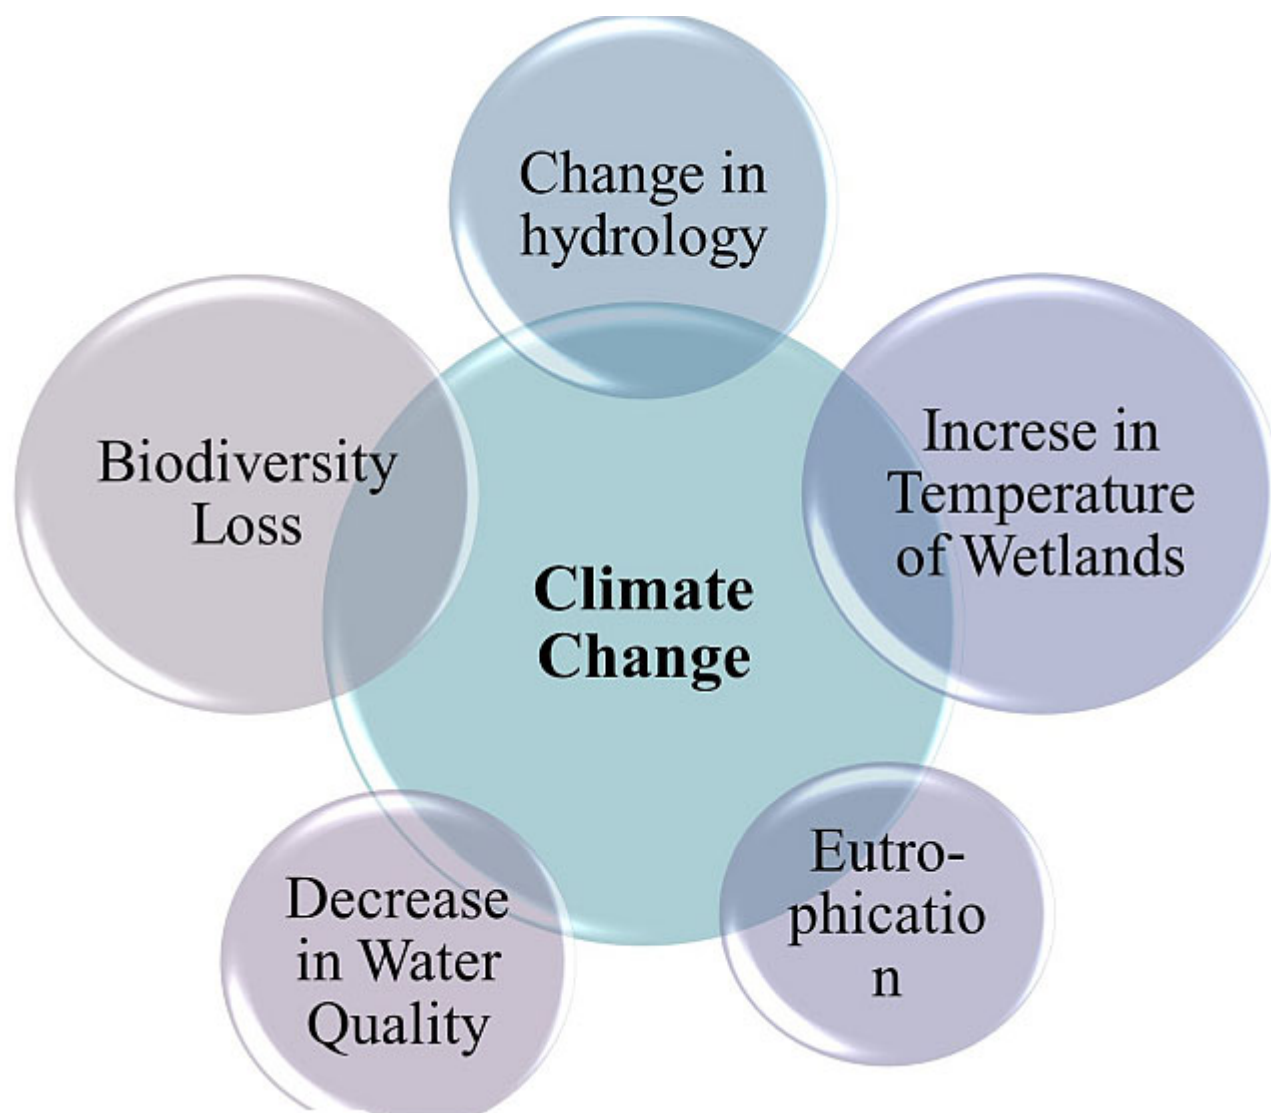 Change in
hydrology
Increse in
Temperature
of Wetlands
Eutro-
phicatio
n
Decrease
in Water
Quality
Biodiversity
Loss
Climate
Change